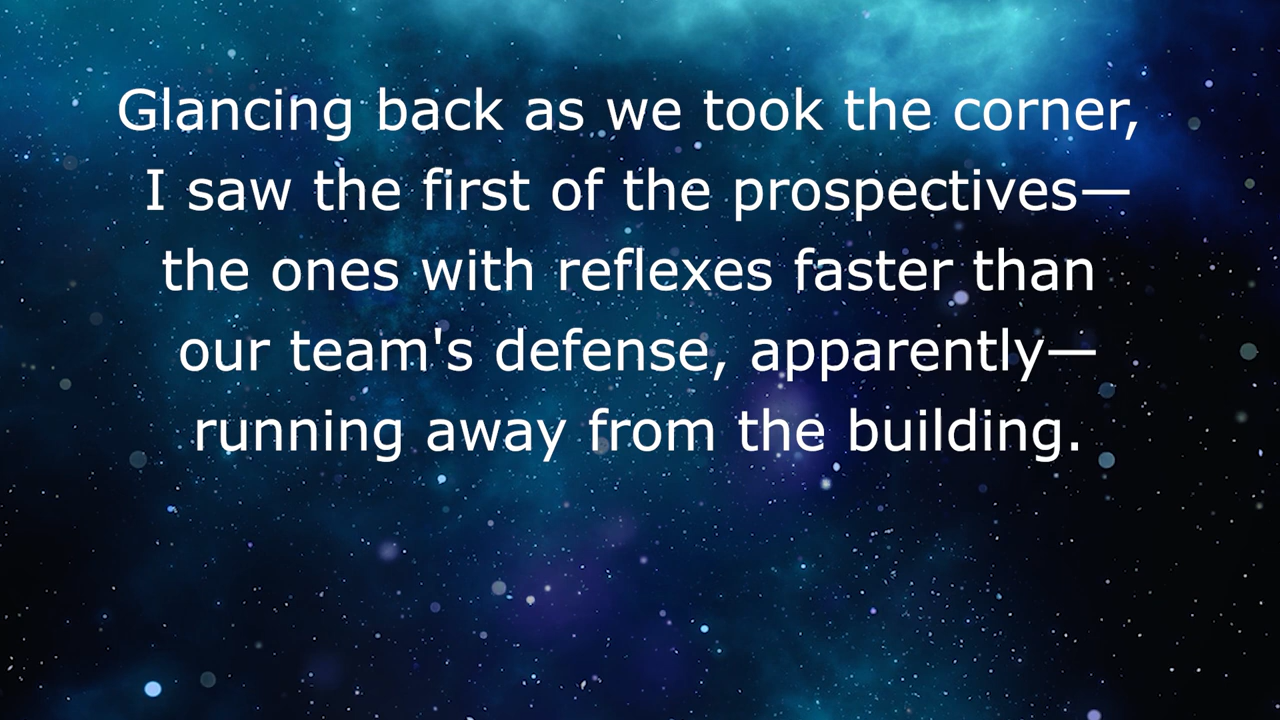 Glancing back as we took the corner,
I saw the first of the prospectives—
the ones with reflexes faster than
our team's defense, apparently—
running away from the building.